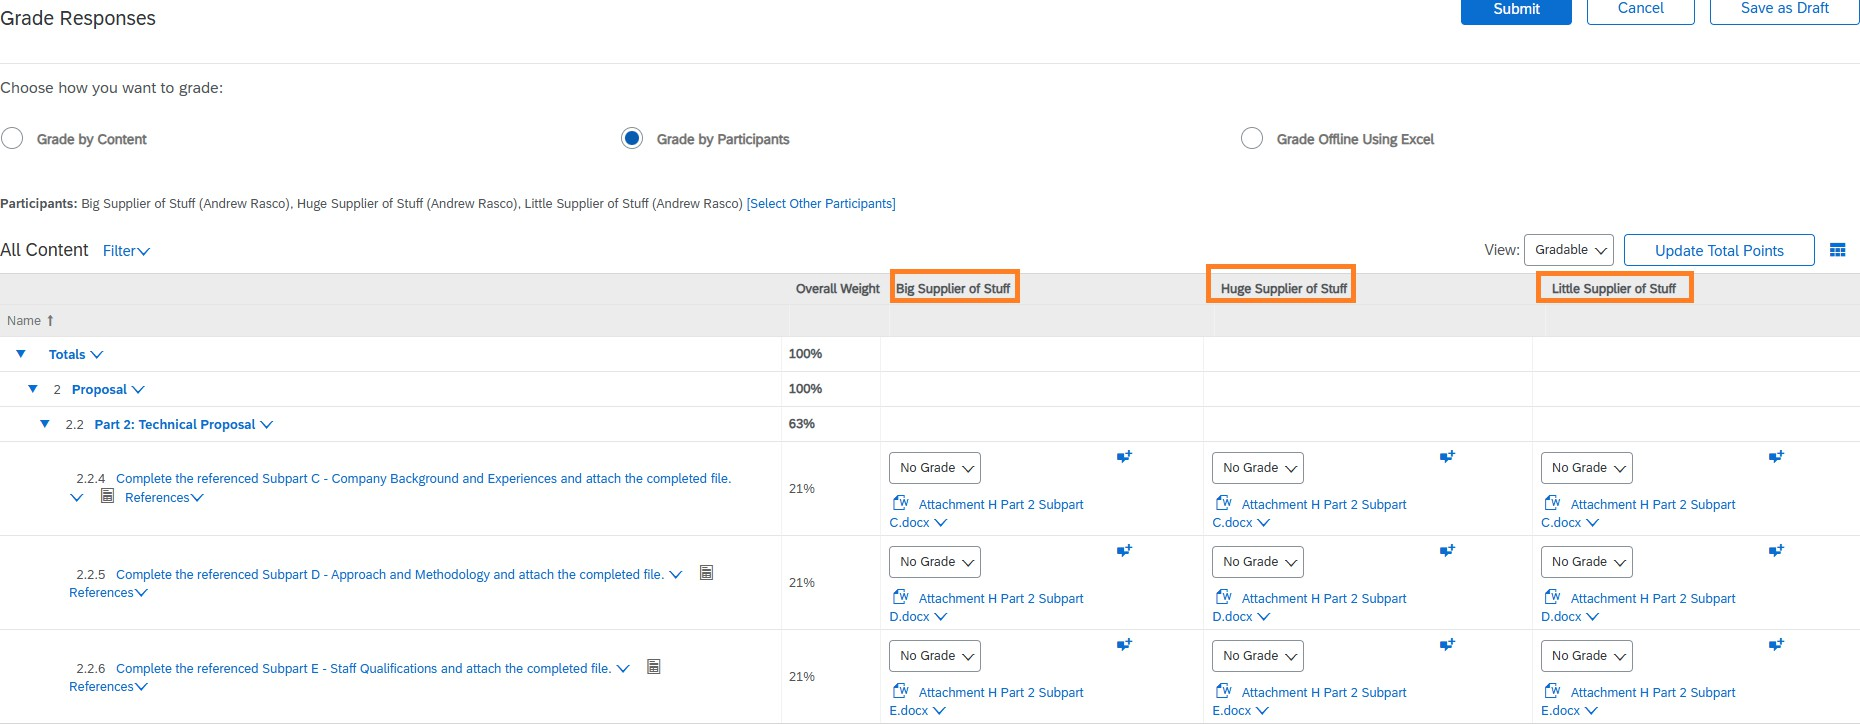 Grade Responses
Submit
Cancel
Save as Draft
Choose how you want to grade:
Grade by Content
Grade by Participants
Grade Offline Using Excel
Participants: Big Supplier of Stuff (Andrew Rasco), Huge Supplier of Stuff (Andrew Rasco), Little Supplier of Stuff (Andrew Rasco) [Select Other Participants]
All Content
Filter
View:
Gradable
Update Total Points
Overall Weight
Big Supplier of Stuff
Huge Supplier of Stuff
Little Supplier of Stuff
Name ↑
Totals
100%
2 Proposal
100%
2.2 Part 2: Technical Proposal
63%
2.2.4 Complete the referenced Subpart C - Company Background and Experiences and attach the completed file.
References
21%
No Grade
Attachment H Part 2 Subpart
C.docx
No Grade
Attachment H Part 2 Subpart
C.docx
No Grade
Attachment H Part 2 Subpart
C.docx
2.2.5 Complete the referenced Subpart D - Approach and Methodology and attach the completed file.
References
21%
No Grade
Attachment H Part 2 Subpart
D.docx
No Grade
Attachment H Part 2 Subpart
D.docx
No Grade
Attachment H Part 2 Subpart
D.docx
2.2.6 Complete the referenced Subpart E - Staff Qualifications and attach the completed file.
References
21%
No Grade
Attachment H Part 2 Subpart
E.docx
No Grade
Attachment H Part 2 Subpart
E.docx
No Grade
Attachment H Part 2 Subpart
E.docx